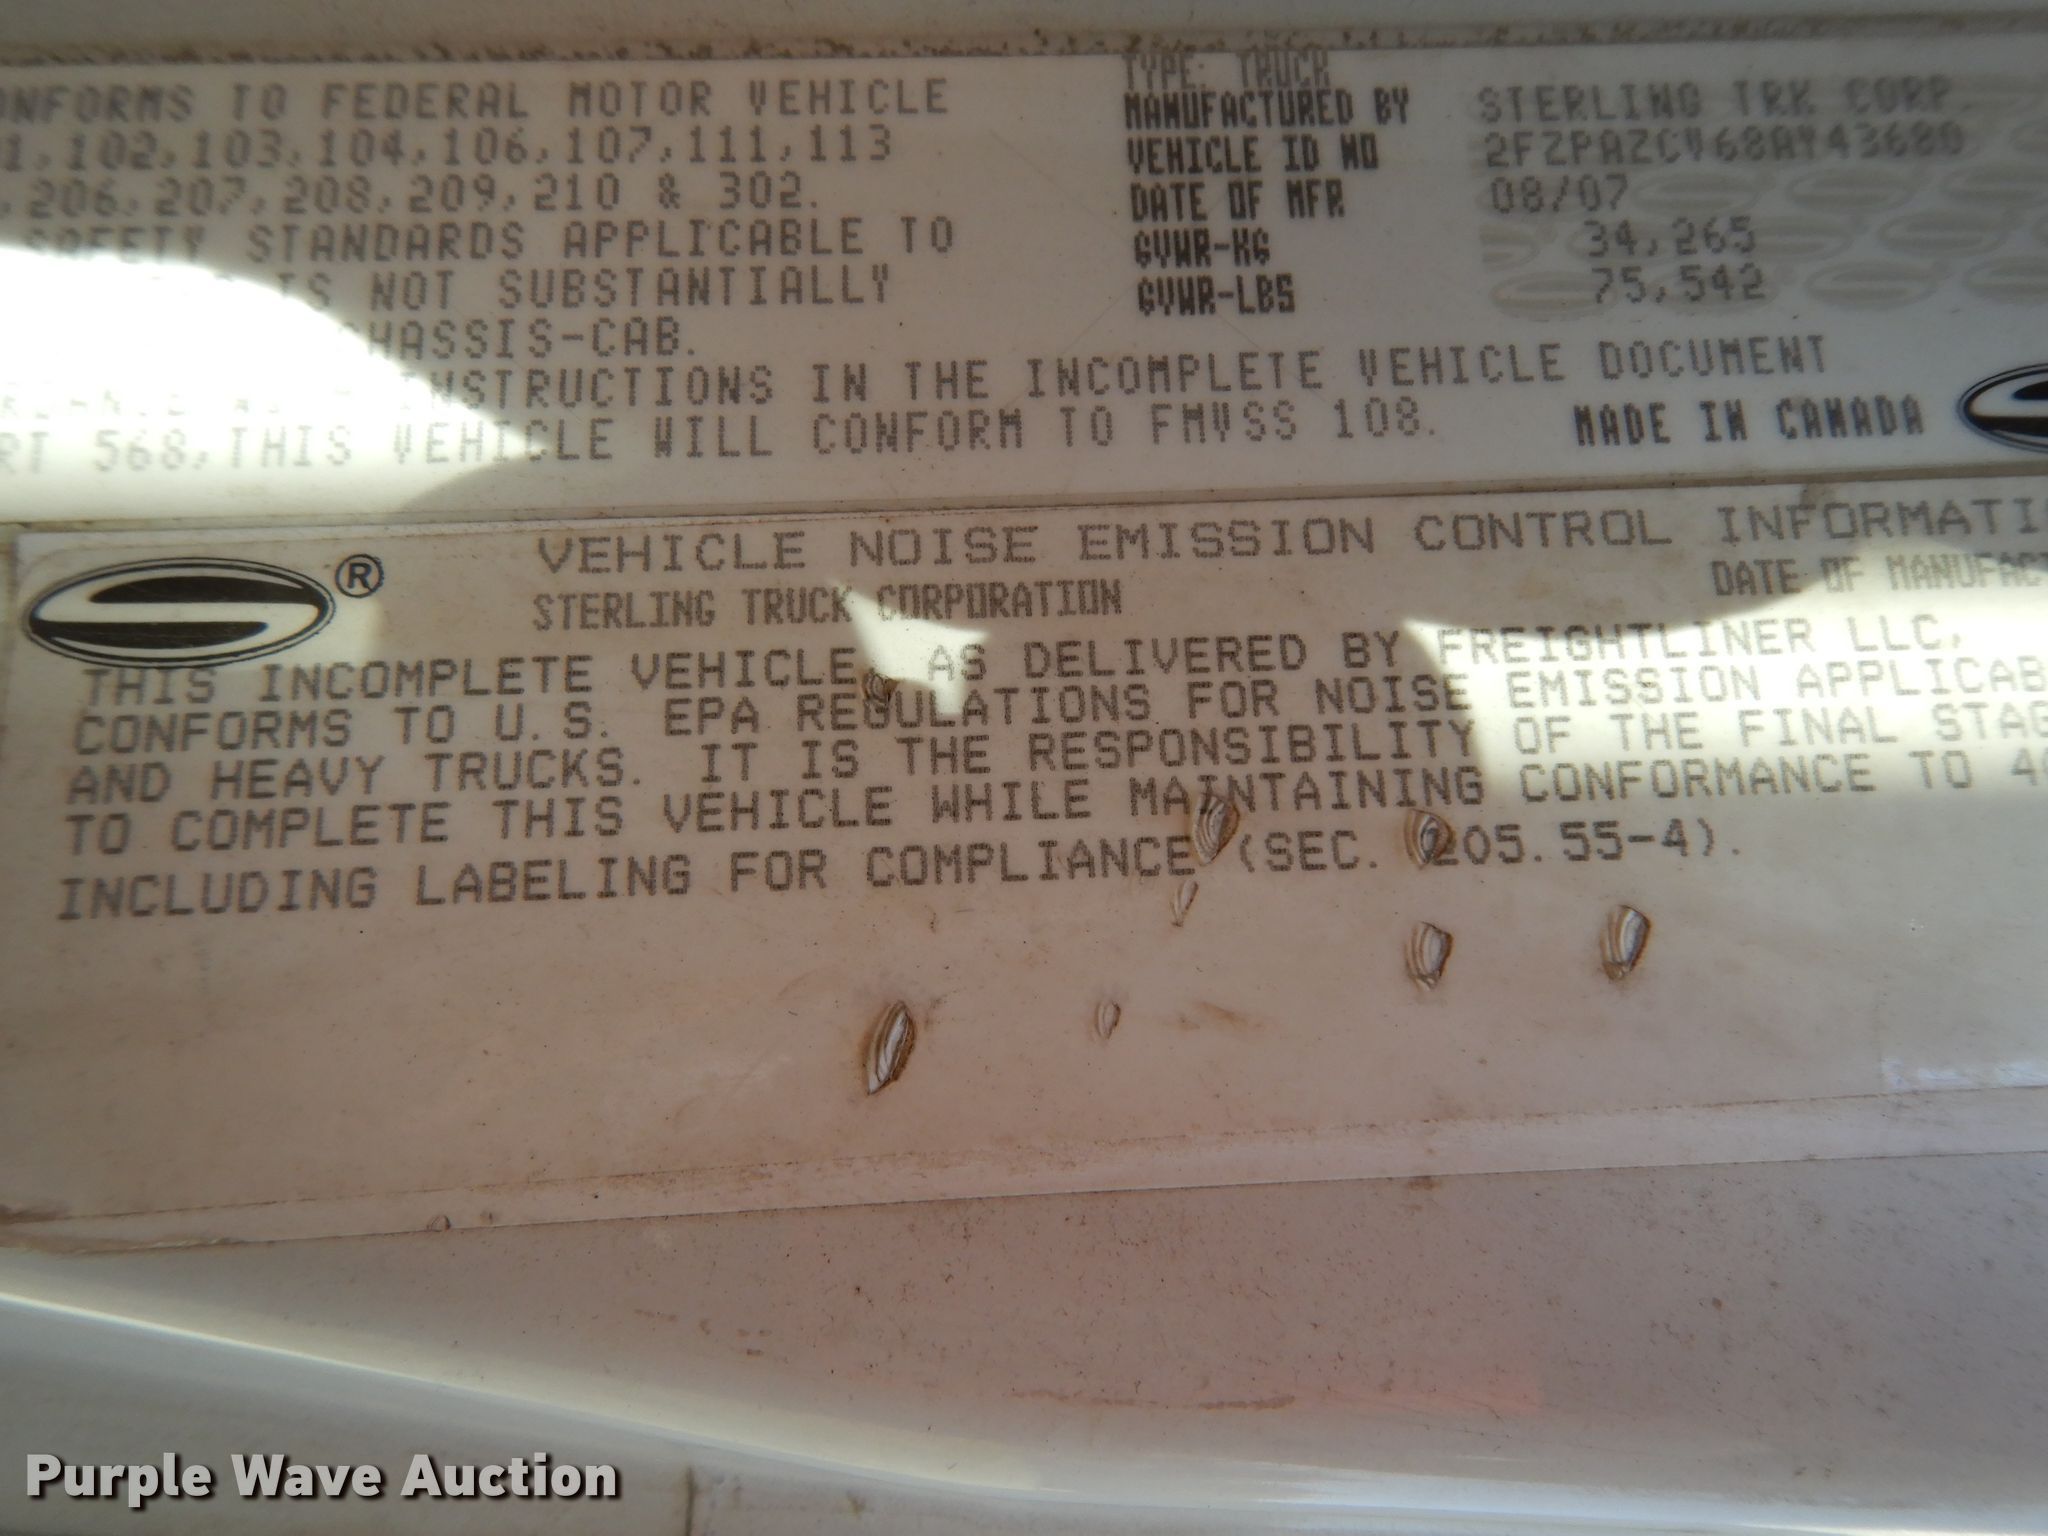 TYPE: TRUCK
CONFORMS TO FEDERAL MOTOR VEHICLE
MANUFACTURED BY STERLING TRK CORP.
102,103,104,106,107,111,113
VEHICLE ID NO 2FZPAZCV68AY43680
206,207,208,209,210 & 302.
DATE OF MFR 08/07
SAFETY STANDARDS APPLICABLE TO
GVWR-KG 34,265
IS NOT SUBSTANTIALLY
GVWR-LBS 75,542
CHASSIS-CAB.
INSTRUCTIONS IN THE INCOMPLETE VEHICLE DOCUMENT
568,THIS VEHICLE WILL CONFORM TO FMVSS 108.
MADE IN CANADA
®
VEHICLE NOISE EMISSION CONTROL INFORMATI
STERLING TRUCK CORPORATION DATE OF MANUFAC
THIS INCOMPLETE VEHICLE, AS DELIVERED BY FREIGHTLINER LLC,
CONFORMS TO U.S. EPA REGULATIONS FOR NOISE EMISSION APPLICAB
AND HEAVY TRUCKS. IT IS THE RESPONSIBILITY OF THE FINAL STAG
TO COMPLETE THIS VEHICLE WHILE MAINTAINING CONFORMANCE TO 40
INCLUDING LABELING FOR COMPLIANCE (SEC. 205.55-4).
Purple Wave Auction